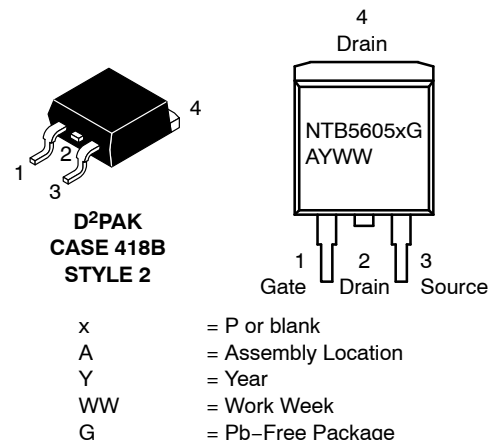 4
Drain
4
NTB5605xG
AYWW
2
1
3
D2PAK
CASE 418B
STYLE 2
1 2 3
Gate Drain Source
x = P or blank
A = Assembly Location
Y = Year
WW = Work Week
G = Pb−Free Package